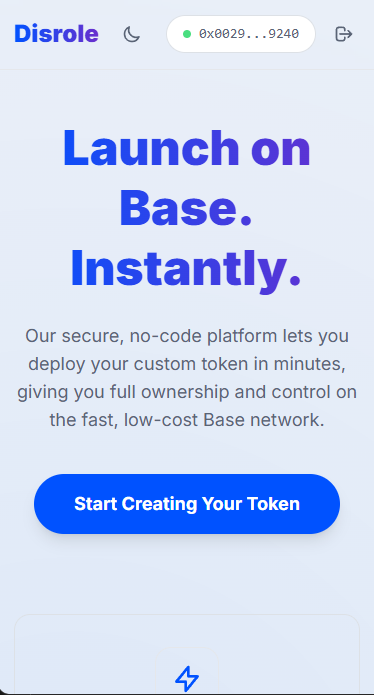 Disrole
0x0029...9240
Launch on
Base.
Instantly.
Our secure, no-code platform lets you
deploy your custom token in minutes,
giving you full ownership and control on
the fast, low-cost Base network.
Start Creating Your Token